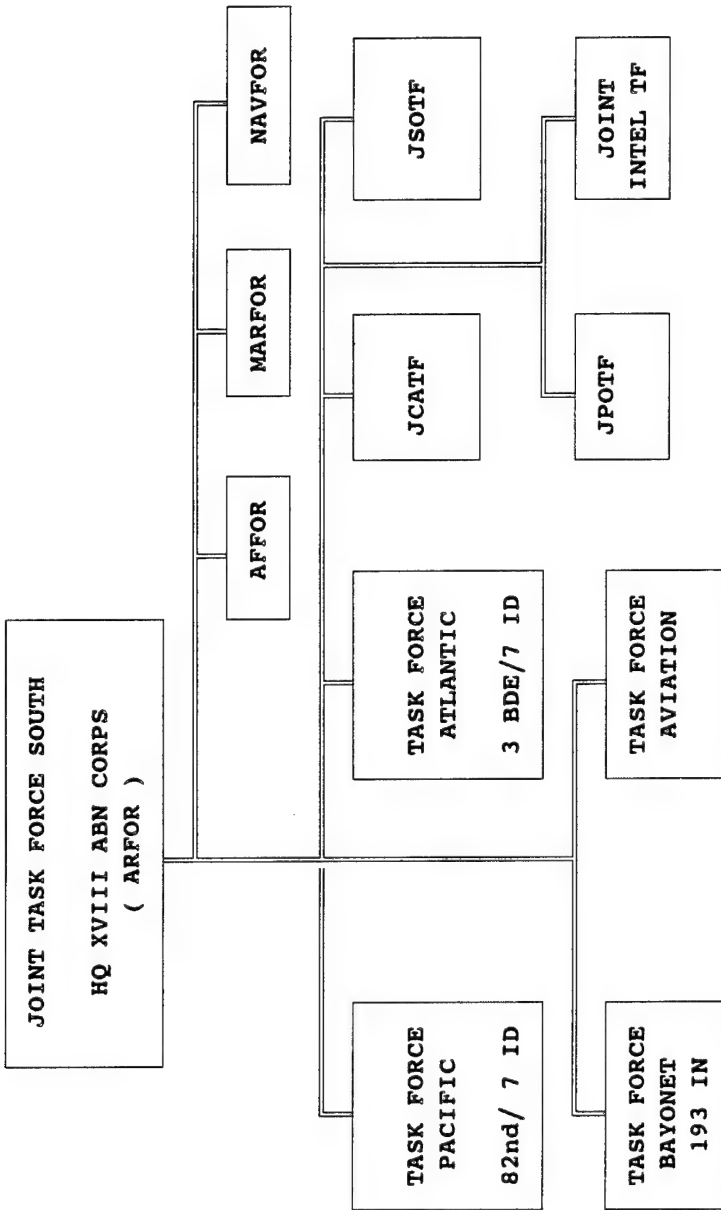 JOINT TASK FORCE SOUTH
HQ XVIII ABN CORPS
( ARFOR )
AFFOR
MARFOR
NAVFOR
TASK FORCE
PACIFIC
82nd/ 7 ID
TASK FORCE
ATLANTIC
3 BDE/7 ID
JCATF
JSOTF
TASK FORCE
BAYONET
193 IN
TASK FORCE
AVIATION
JPOTF
JOINT
INTEL TF